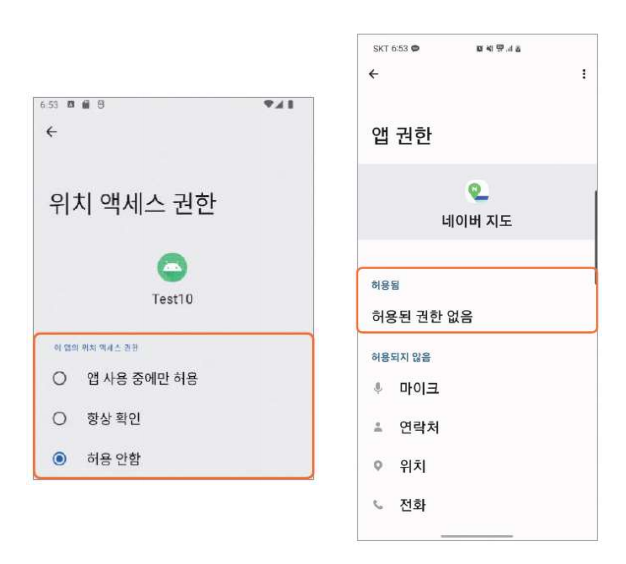 6:53
위치 액세스 권한
Test10
이 앱의 위치 액세스 권한
앱 사용 중에만 허용
항상 확인
허용 안함
SKT 6:53
앱 권한
네이버 지도
허용됨
허용된 권한 없음
허용되지 않음
마이크
연락처
위치
전화